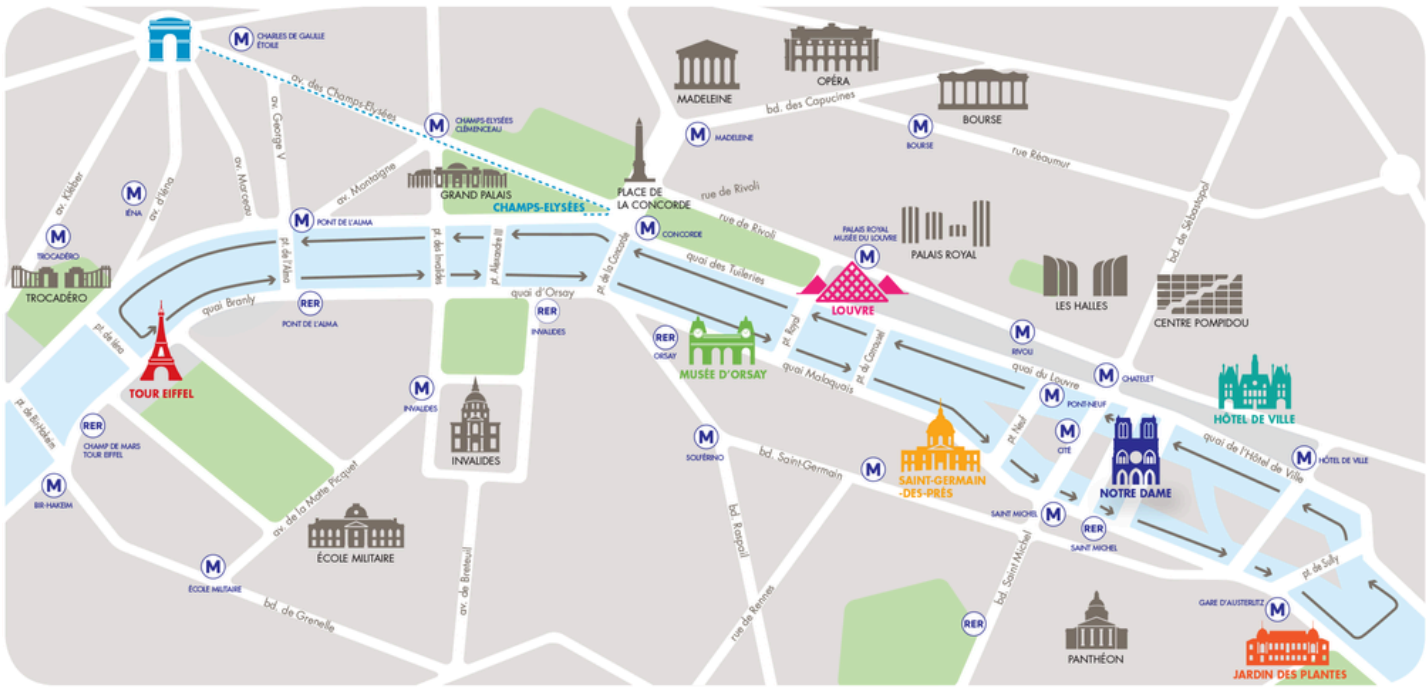 M CHARLES DE GAULLE
ÉTOILE
av. des Champs-Elysées
av. George V
av. Kléber
av. d'Iéna
av. Marceau
av. Montaigne
M
IÉNA
M
TROCADÉRO
TROCADÉRO
M CHAMPS-ELYSÉES
CLÉMENCEAU
GRAND PALAIS
CHAMPS-ELYSÉES
M PONT DE L'ALMA
MADELEINE
OPÉRA
BOURSE
bd. des Capucines
M MADELEINE
M
BOURSE
rue Réaumur
PLACE DE
LA CONCORDE
rue de Rivoli
rue de Rivoli
M CONCORDE
PALAIS ROYAL
MUSÉE DU LOUVRE
M
PALAIS ROYAL
bd. de Sébastopol
LES HALLES
CENTRE POMPIDOU
pt. de l'Alma
pt. des Invalides
pt. Alexandre III
pt. de la Concorde
quai des Tuileries
LOUVRE
quai Branly
quai d'Orsay
RER
PONT DE L'ALMA
RER
INVALIDES
RER
ORSAY
MUSÉE D'ORSAY
pt. Royal
pt. du Carrousel
quai Malaquais
quai du Louvre
M
RIVOLI
M CHATELET
M PONT-NEUF
M
CITÉ
pt. Neuf
HÔTEL DE VILLE
quai de l'Hôtel de Ville
M HÔTEL DE VILLE
pt. de Iéna
TOUR EIFFEL
pt. de Bir-Hakeim
RER
CHAMP DE MARS
TOUR EIFFEL
M
BIR-HAKEIM
M
INVALIDES
INVALIDES
M
SOLFÉRINO
bd. Saint-Germain
M
SAINT-GERMAIN
-DES-PRÈS
NOTRE DAME
SAINT MICHEL M
RER
SAINT MICHEL
av. de la Motte Picquet
ÉCOLE MILITAIRE
M
ÉCOLE MILITAIRE
bd. de Grenelle
av. de Breteuil
bd. Raspail
rue de Rennes
bd. Saint-Michel
RER
PANTHÉON
pt. de Sully
GARE D'AUSTERLITZ M
JARDIN DES PLANTES